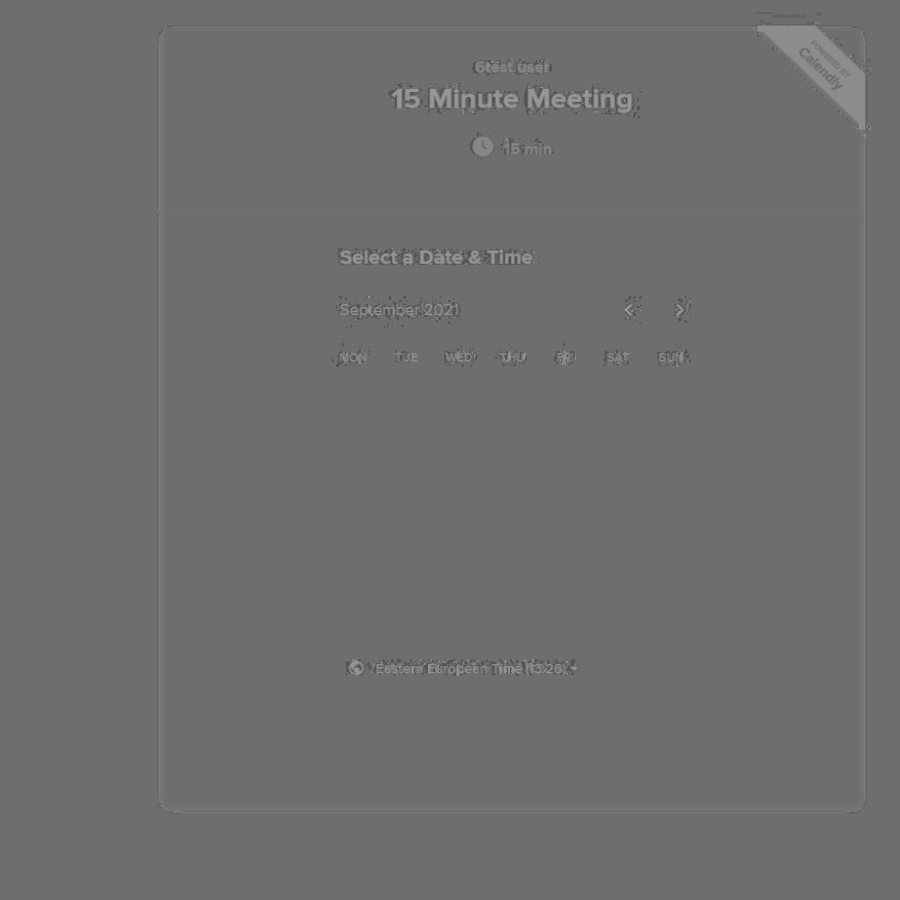 POWERED BY
Calendly
6test user
15 Minute Meeting
15 min
Select a Date & Time
September 2021
MON TUE WED THU FRI SAT SUN
Eastern European Time (13:26)